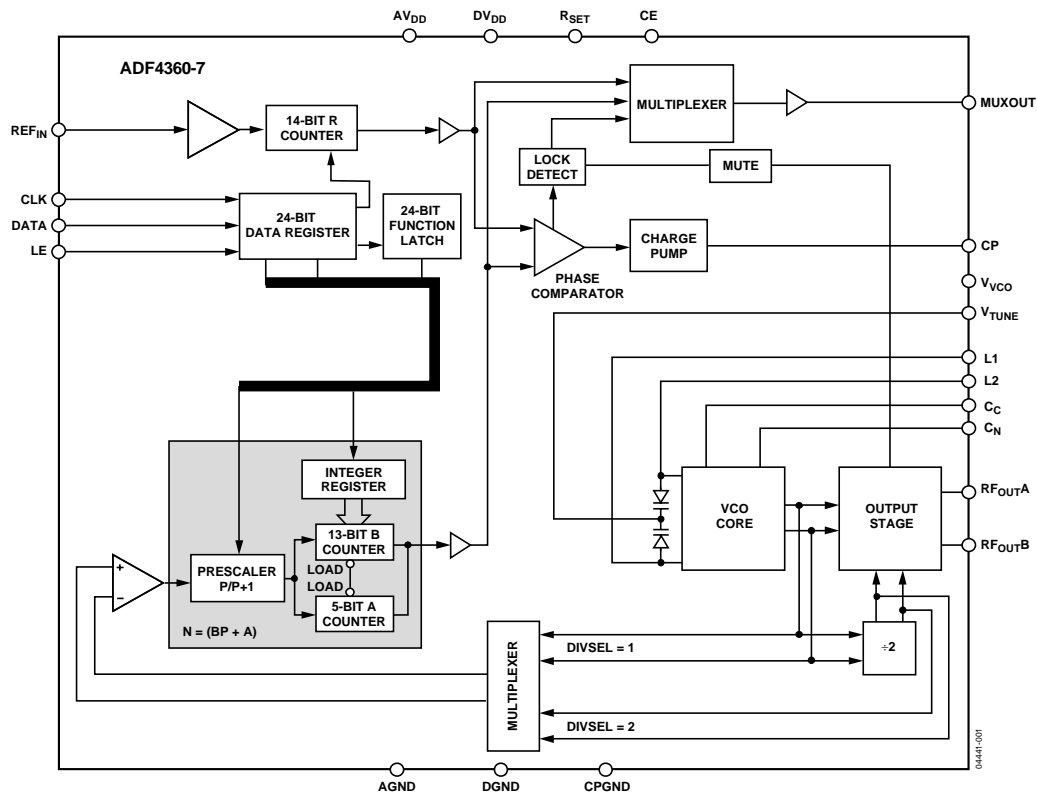 AVDD DVDD RSET CE
ADF4360-7
REFIN
14-BIT R
COUNTER
MULTIPLEXER
MUXOUT
LOCK
DETECT
MUTE
CLK
DATA
LE
24-BIT
DATA REGISTER
24-BIT
FUNCTION
LATCH
PHASE
COMPARATOR
CHARGE
PUMP
CP
VVCO
VTUNE
L1
L2
CC
CN
INTEGER
REGISTER
13-BIT B
COUNTER
LOAD
LOAD
5-BIT A
COUNTER
PRESCALER
P/P+1
+
−
N = (BP + A)
VCO
CORE
OUTPUT
STAGE
RFOUTA
RFOUTB
MULTIPLEXER
DIVSEL = 1
DIVSEL = 2
÷2
AGND DGND CPGND
04441-001